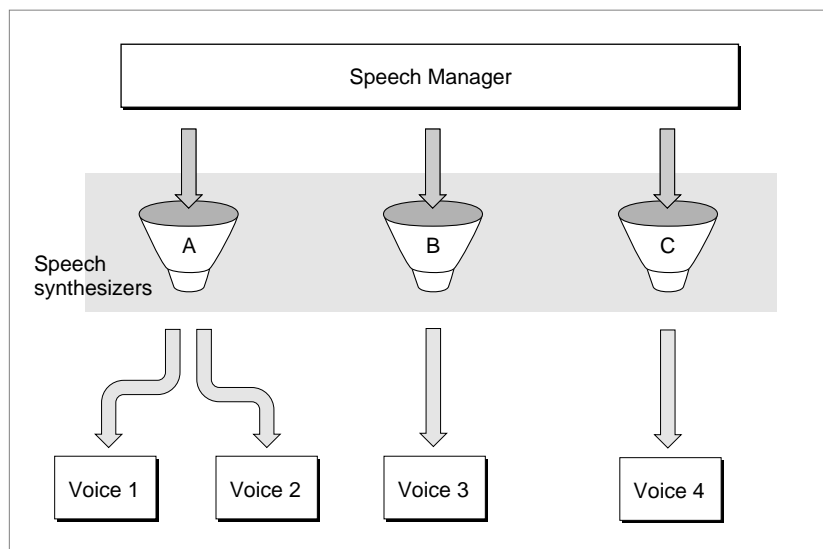 Speech Manager
A
B
C
Speech
synthesizers
Voice 1
Voice 2
Voice 3
Voice 4